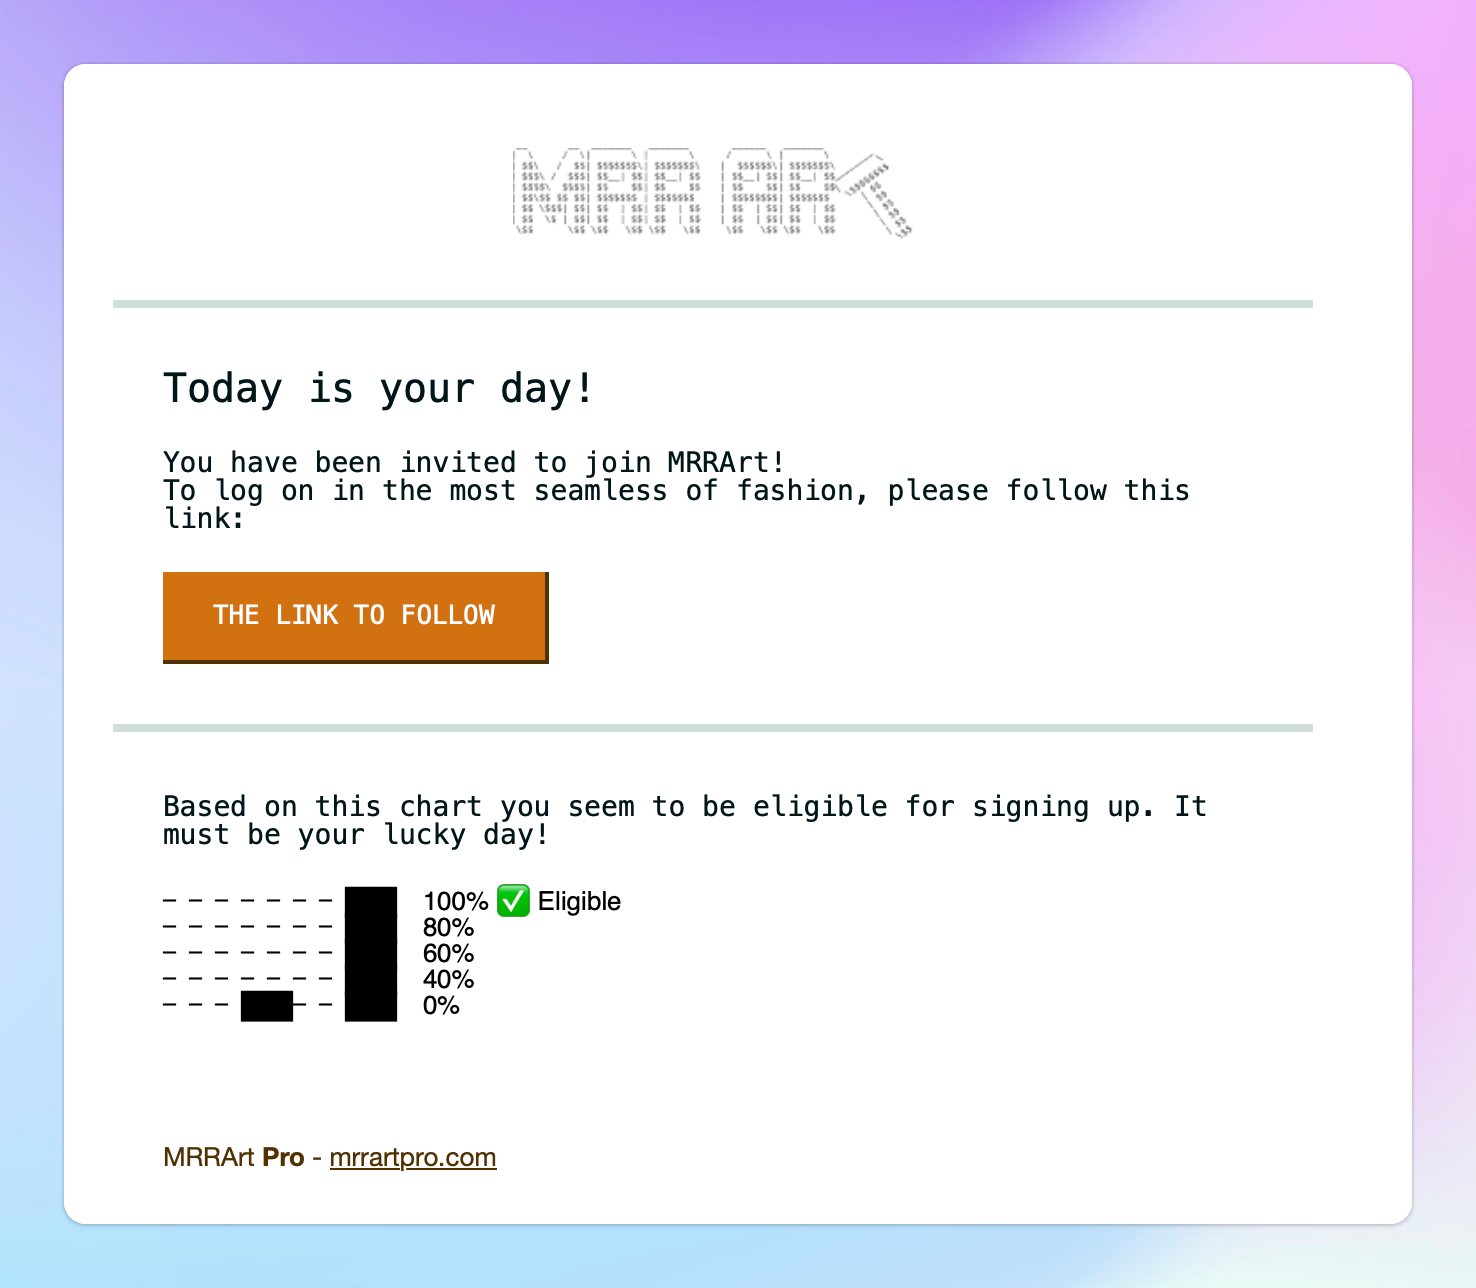 MRR ART
Today is your day!
You have been invited to join MRRArt!
To log on in the most seamless of fashion, please follow this
link:
THE LINK TO FOLLOW
Based on this chart you seem to be eligible for signing up. It
must be your lucky day!
100% ✅ Eligible
80%
60%
40%
0%
MRRArt Pro - mrrartpro.com